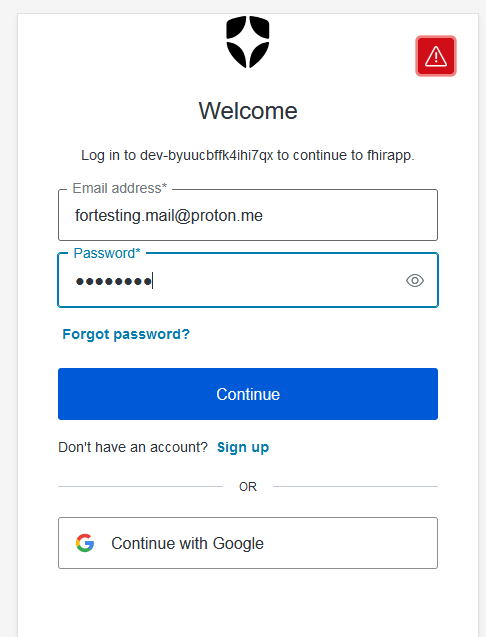 Welcome
Log in to dev-byuucbffk4ihi7qx to continue to fhirapp.
Email address*
fortesting.mail@proton.me
Password*
●●●●●●●●
Forgot password?
Continue
Don't have an account? Sign up
OR
Continue with Google